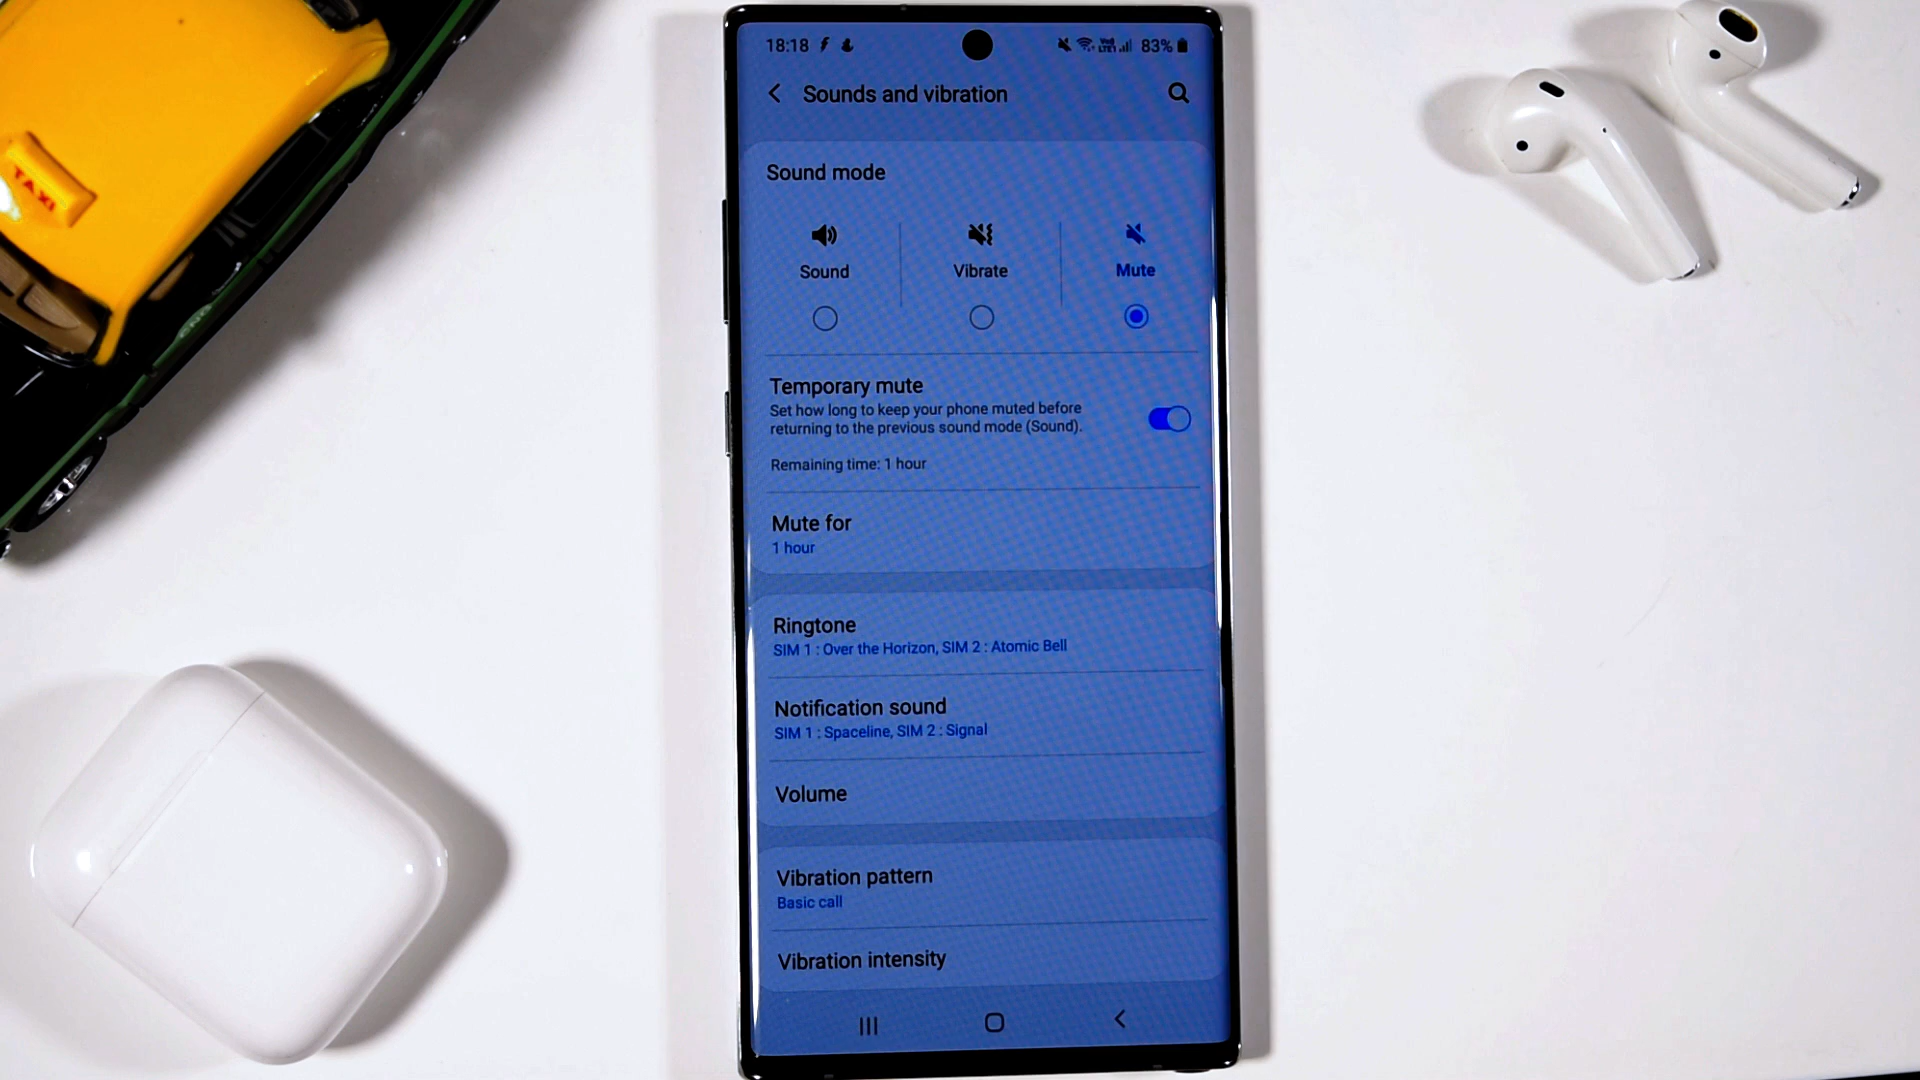 18:18
83%
Sounds and vibration
Sound mode
Sound
Vibrate
Mute
Temporary mute
Set how long to keep your phone muted before
returning to the previous sound mode (Sound).
Remaining time: 1 hour
Mute for
1 hour
Ringtone
SIM 1 : Over the Horizon, SIM 2 : Atomic Bell
Notification sound
SIM 1 : Spaceline, SIM 2 : Signal
Volume
Vibration pattern
Basic call
Vibration intensity
TAXI